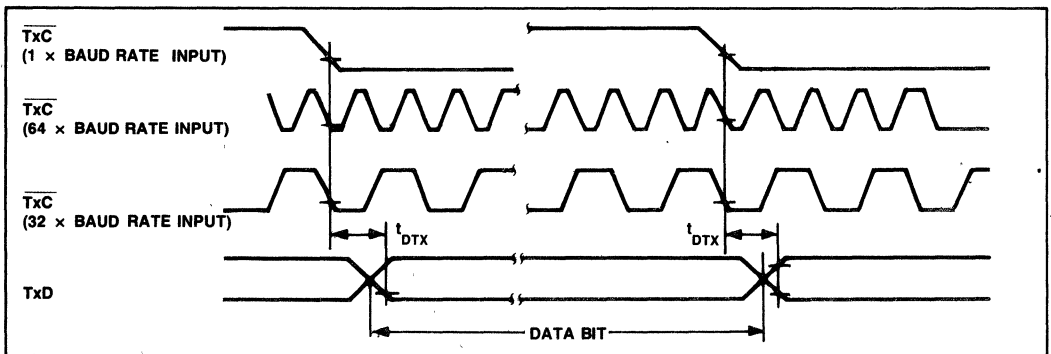 TxC
(1 × BAUD RATE INPUT)
TxC
(64 × BAUD RATE INPUT)
TxC
(32 × BAUD RATE INPUT)
tDTX
tDTX
TxD
DATA BIT